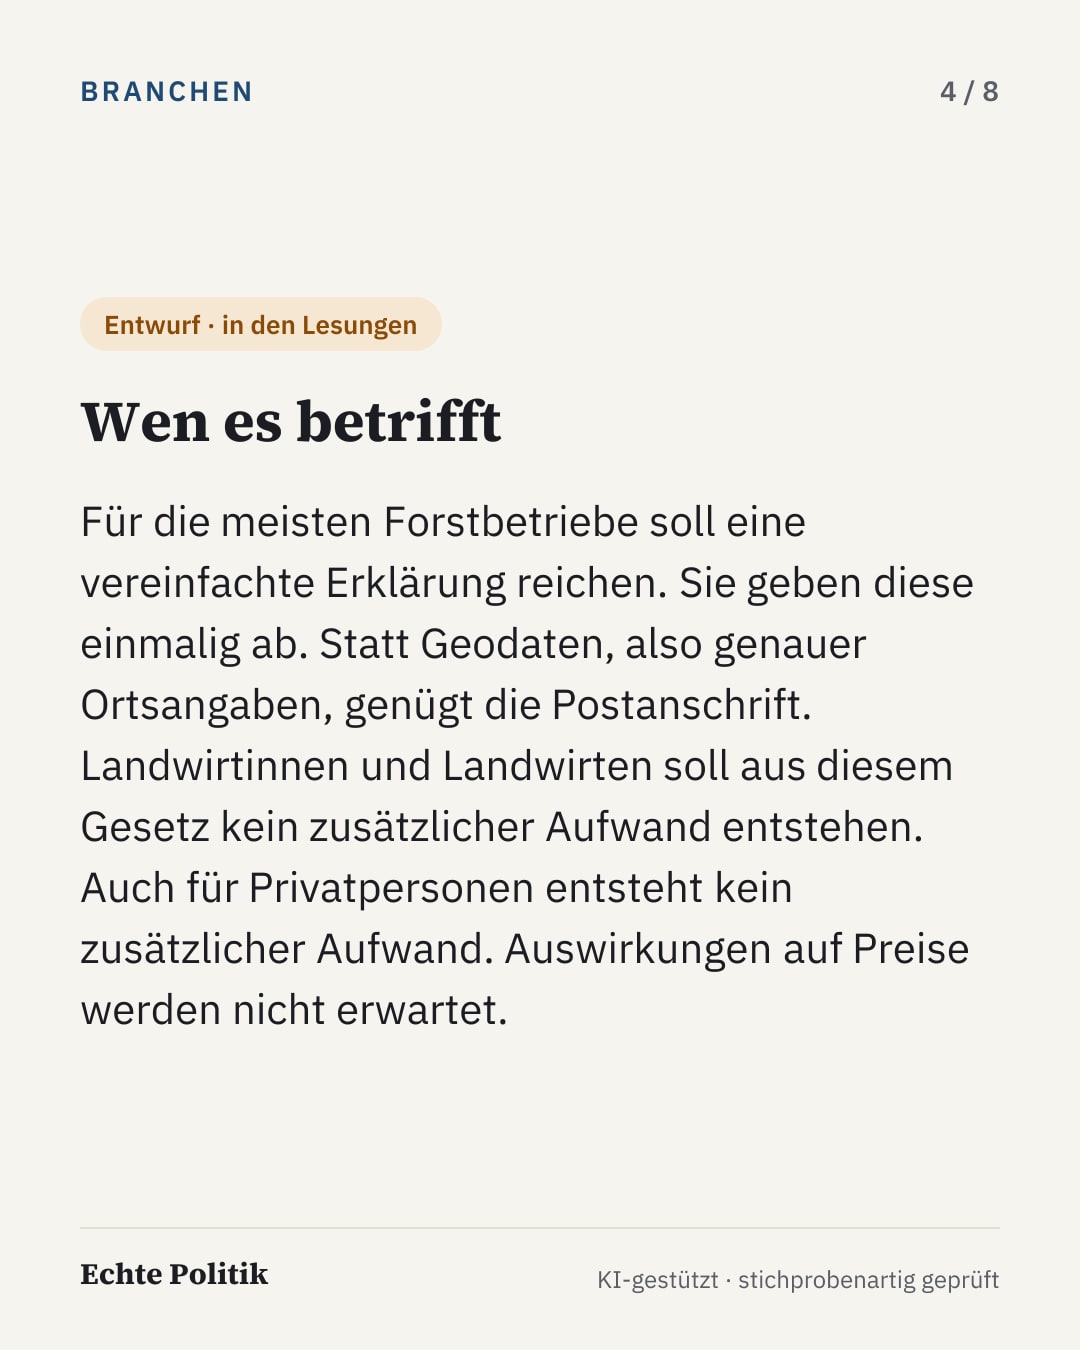 BRANCHEN
4 / 8
Entwurf · in den Lesungen
Wen es betrifft
Für die meisten Forstbetriebe soll eine
vereinfachte Erklärung reichen. Sie geben diese
einmalig ab. Statt Geodaten, also genauer
Ortsangaben, genügt die Postanschrift.
Landwirtinnen und Landwirten soll aus diesem
Gesetz kein zusätzlicher Aufwand entstehen.
Auch für Privatpersonen entsteht kein
zusätzlicher Aufwand. Auswirkungen auf Preise
werden nicht erwartet.
Echte Politik
KI-gestützt · stichprobenartig geprüft